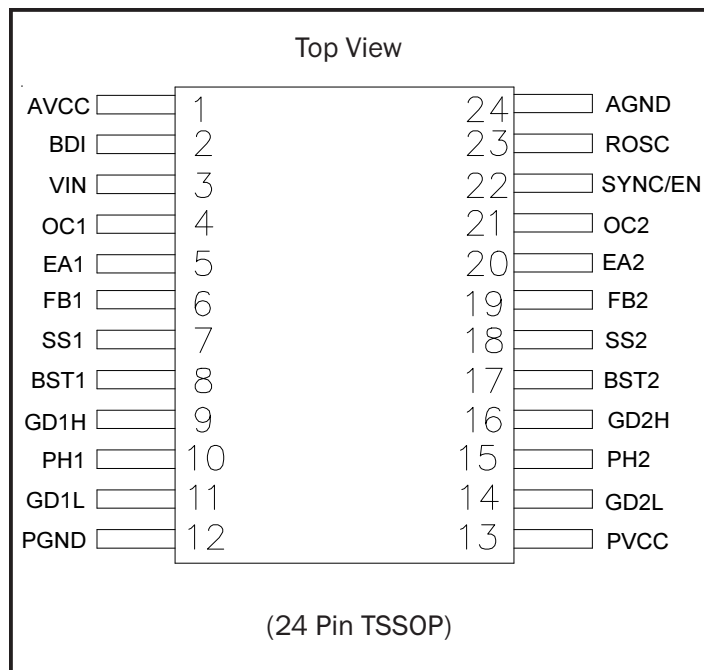 Top View
AVCC 1 24 AGND
BDI 2 23 ROSC
VIN 3 22 SYNC/EN
OC1 4 21 OC2
EA1 5 20 EA2
FB1 6 19 FB2
SS1 7 18 SS2
BST1 8 17 BST2
GD1H 9 16 GD2H
PH1 10 15 PH2
GD1L 11 14 GD2L
PGND 12 13 PVCC
(24 Pin TSSOP)